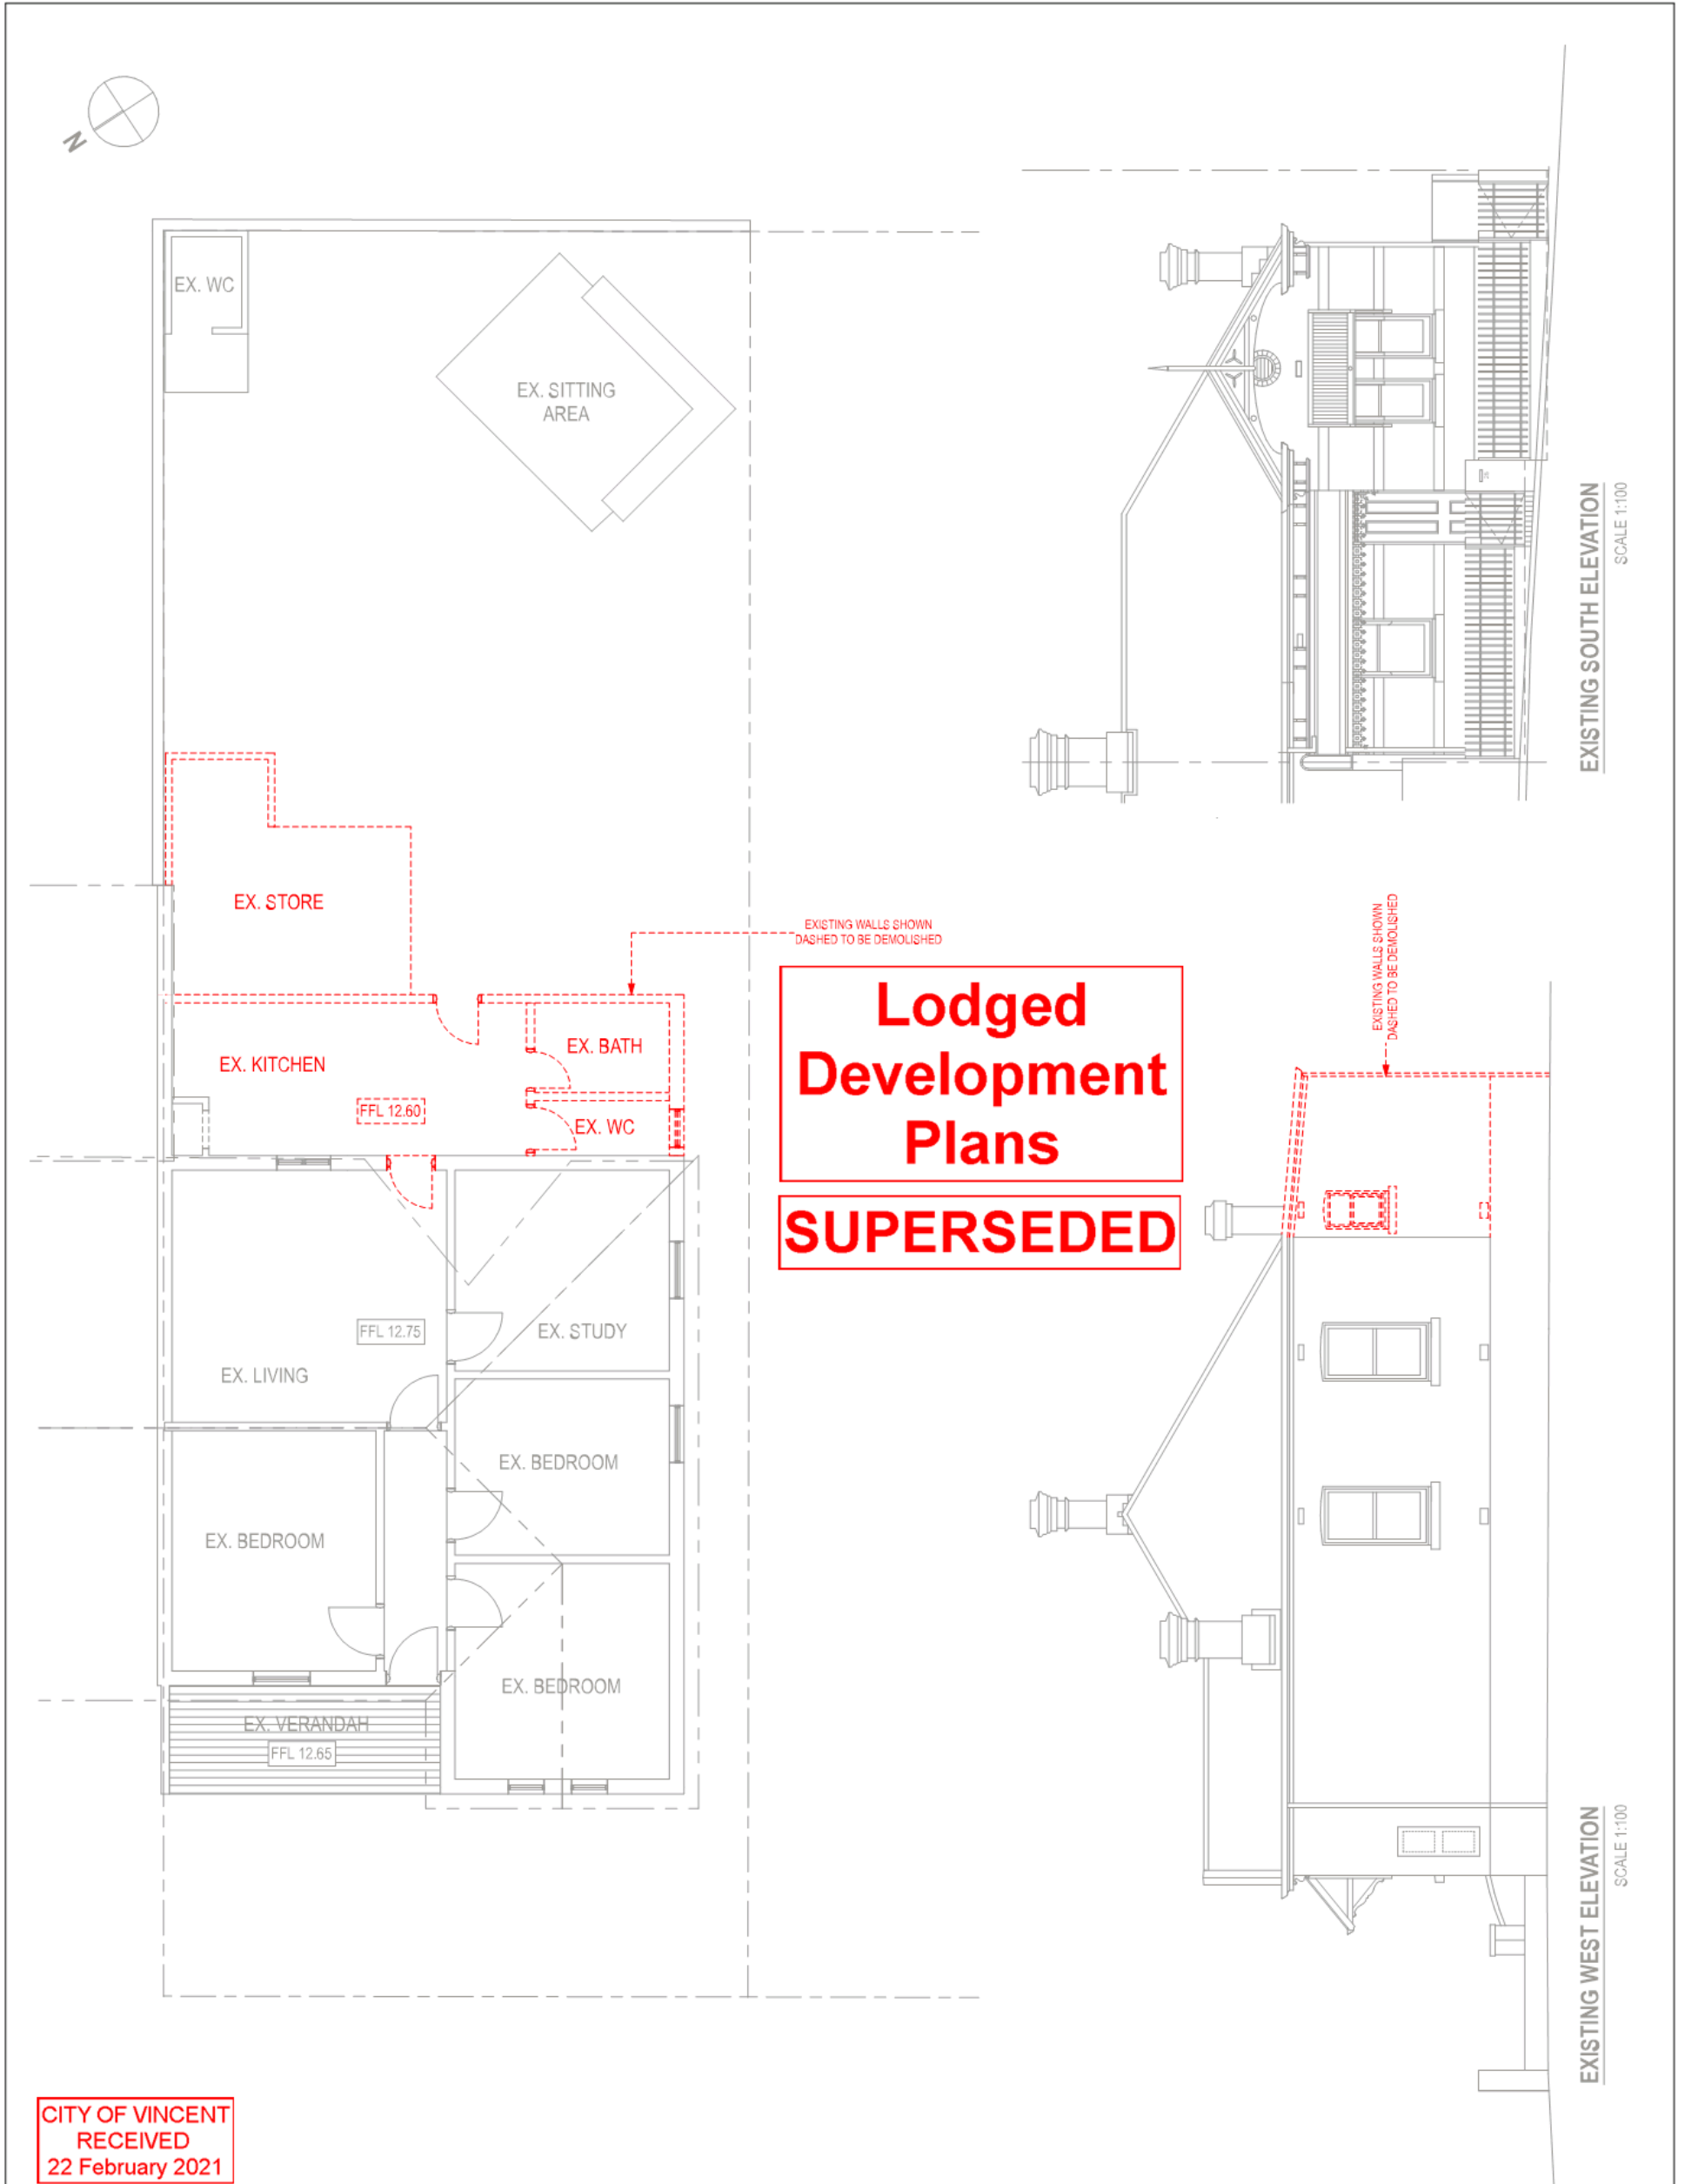 N
EX. WC
EX. SITTING
AREA
EX. STORE
EXISTING WALLS SHOWN
DASHED TO BE DEMOLISHED
EX. KITCHEN
EX. BATH
FFL 12.60
EX. WC
FFL 12.75
EX. STUDY
EX. LIVING
EX. BEDROOM
EX. BEDROOM
EX. BEDROOM
EX. VERANDAH
FFL 12.65
Lodged
Development
Plans
SUPERSEDED
EXISTING SOUTH ELEVATION
SCALE 1:100
EXISTING WALLS SHOWN
DASHED TO BE DEMOLISHED
EXISTING WEST ELEVATION
SCALE 1:100
CITY OF VINCENT
RECEIVED
22 February 2021